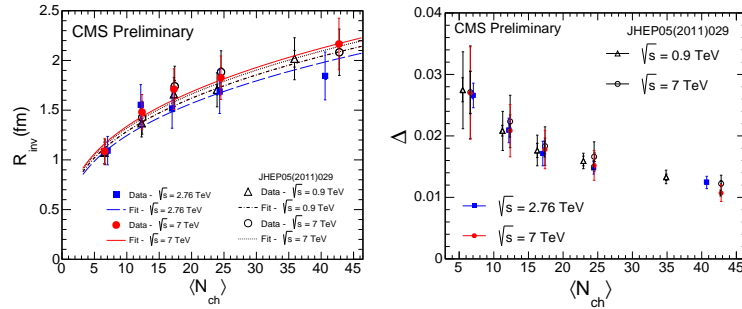 CMS Preliminary
R_inv (fm)
2.5
2
1.5
1
0.5
0
JHEP05(2011)029
Data - √s = 2.76 TeV
Fit - √s = 2.76 TeV
Data - √s = 7 TeV
Fit - √s = 7 TeV
Data - √s = 0.9 TeV
Fit - √s = 0.9 TeV
Data - √s = 7 TeV
Fit - √s = 7 TeV
0 5 10 15 20 25 30 35 40 45
⟨N_ch⟩
CMS Preliminary
JHEP05(2011)029
√s = 0.9 TeV
√s = 7 TeV
Δ
0.04
0.03
0.02
0.01
0
√s = 2.76 TeV
√s = 7 TeV
5 10 15 20 25 30 35 40 45
⟨N_ch⟩